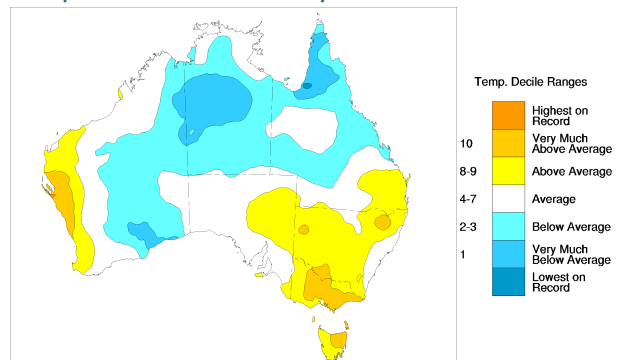 Temp. Decile Ranges
Highest on
Record
10
Very Much
Above Average
8-9
Above Average
4-7
Average
2-3
Below Average
1
Very Much
Below Average
Lowest on
Record